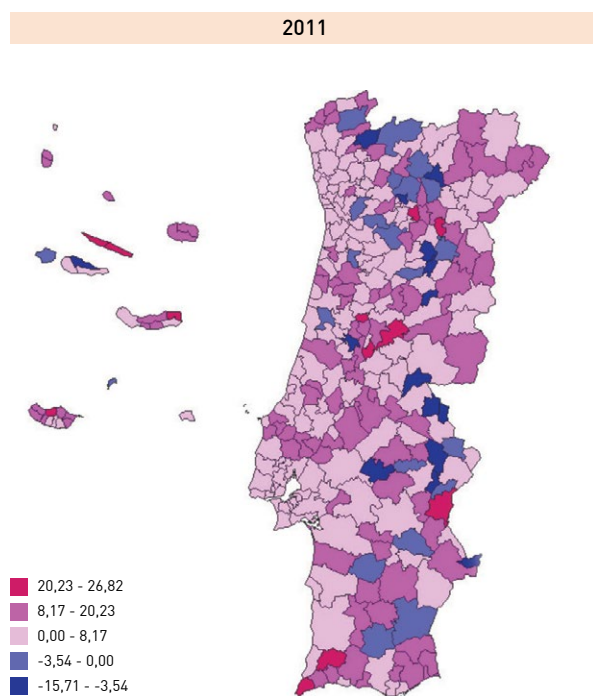 2011
20,23 - 26,82
8,17 - 20,23
0,00 - 8,17
-3,54 - 0,00
-15,71 - -3,54